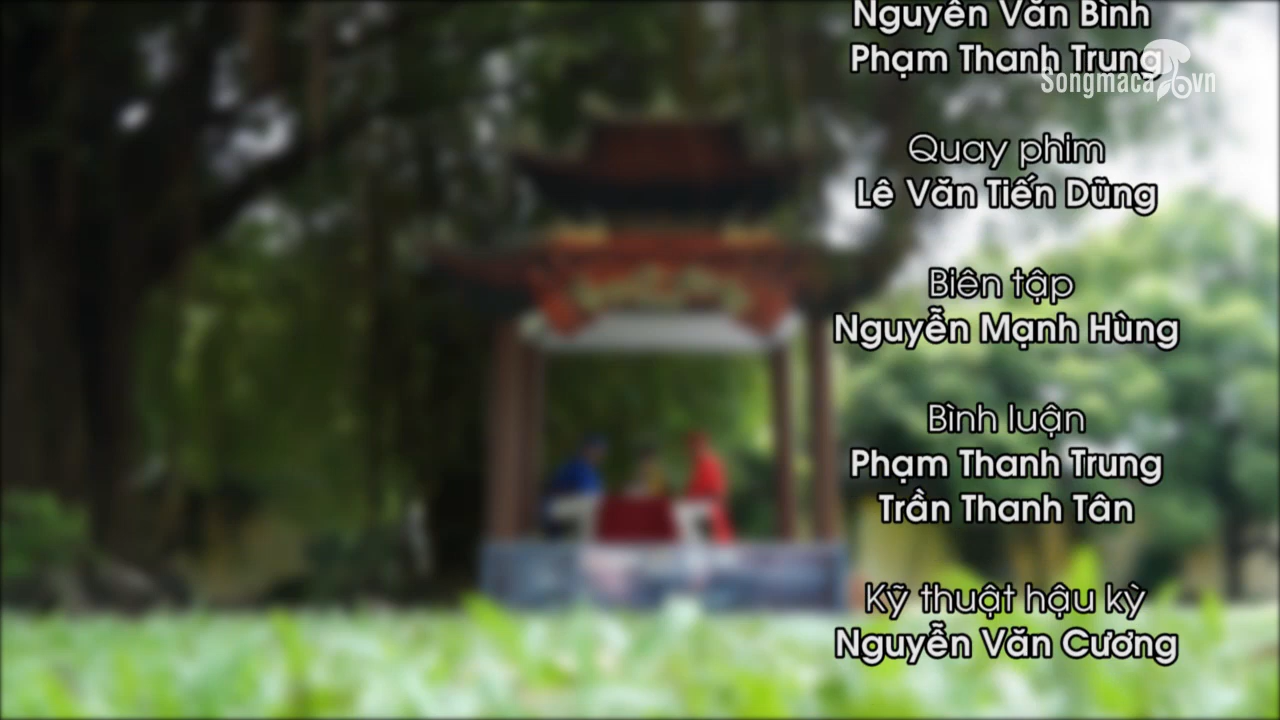 Nguyễn Văn Bình
Phạm Thanh Trung
Songmaca.vn
Quay phim
Lê Văn Tiến Dũng
Biên tập
Nguyễn Mạnh Hùng
Bình luận
Phạm Thanh Trung
Trần Thanh Tân
Kỹ thuật hậu kỳ
Nguyễn Văn Cương